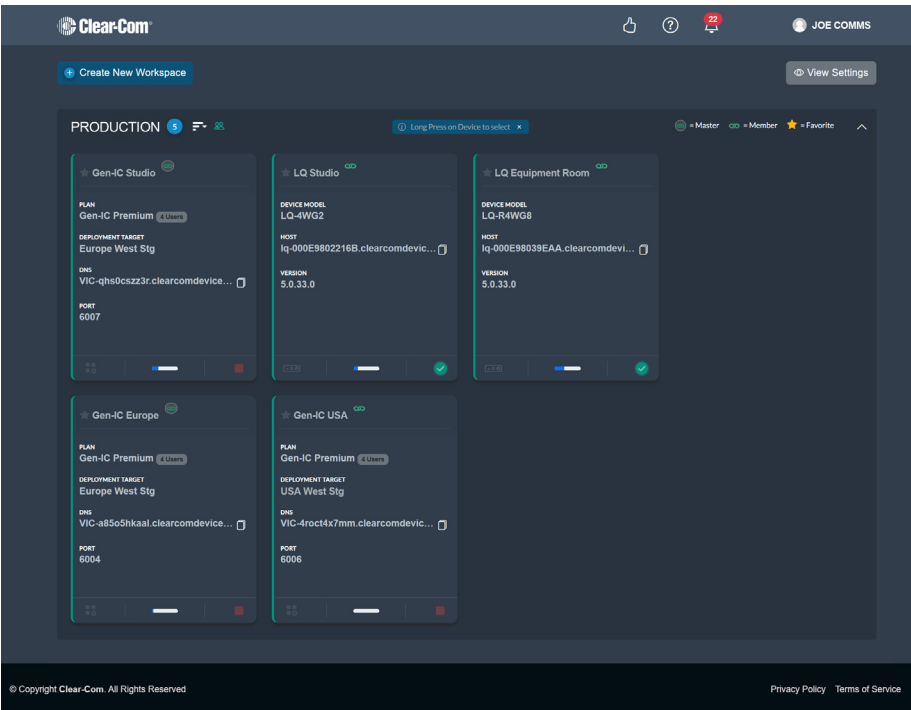 Clear-Com
22
JOE COMMS
Create New Workspace
View Settings
PRODUCTION 5
Long Press on Device to select ×
= Master = Member = Favorite
Gen-IC Studio
PLAN
Gen-IC Premium 4 Users
DEPLOYMENT TARGET
Europe West Stg
DNS
VIC-qhs0cszz3r.clearcomdevice...
PORT
6007
LQ Studio
DEVICE MODEL
LQ-4WG2
HOST
lq-000E9802216B.clearcomdevic...
VERSION
5.0.33.0
LQ Equipment Room
DEVICE MODEL
LQ-R4WG8
HOST
lq-000E98039EAA.clearcomdevi...
VERSION
5.0.33.0
Gen-IC Europe
PLAN
Gen-IC Premium 4 Users
DEPLOYMENT TARGET
Europe West Stg
DNS
VIC-a85o5hkaal.clearcomdevice...
PORT
6004
Gen-IC USA
PLAN
Gen-IC Premium 4 Users
DEPLOYMENT TARGET
USA West Stg
DNS
VIC-4roct4x7mm.clearcomdevic...
PORT
6006
© Copyright Clear-Com. All Rights Reserved
Privacy Policy Terms of Service